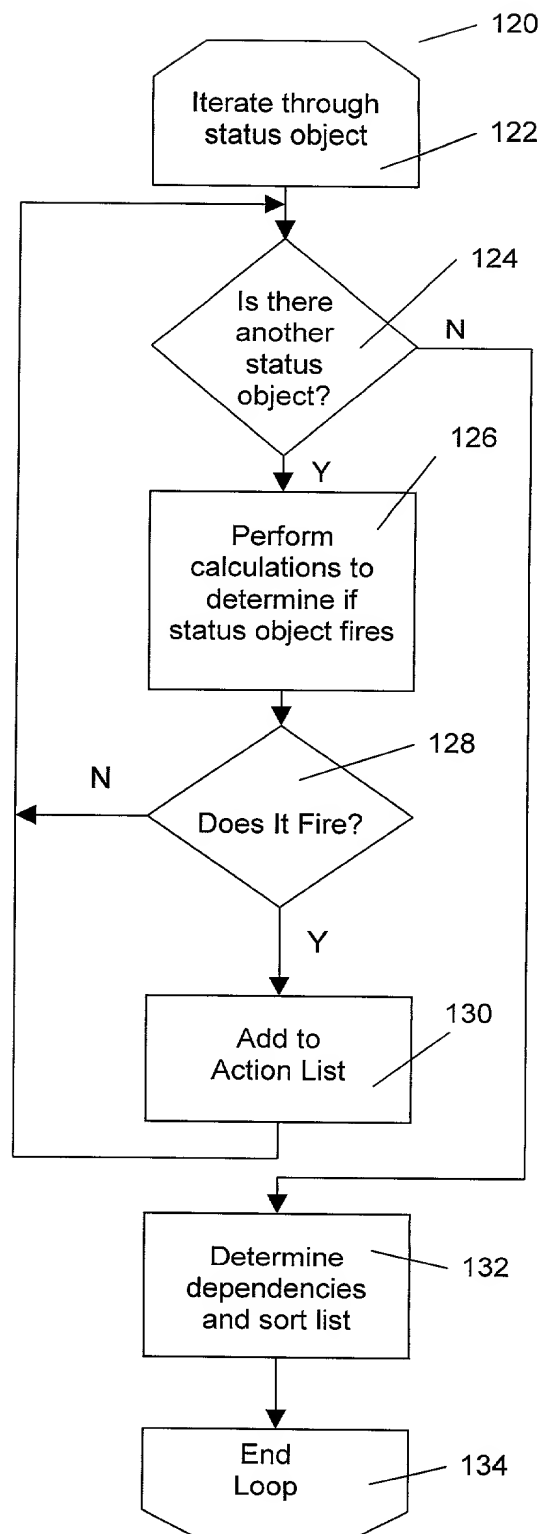 120
Iterate through
status object
122
124
Is there
another
status
object?
N
Y
126
Perform
calculations to
determine if
status object fires
128
N
Does It Fire?
Y
130
Add to
Action List
Determine
dependencies
and sort list
132
End
Loop
134